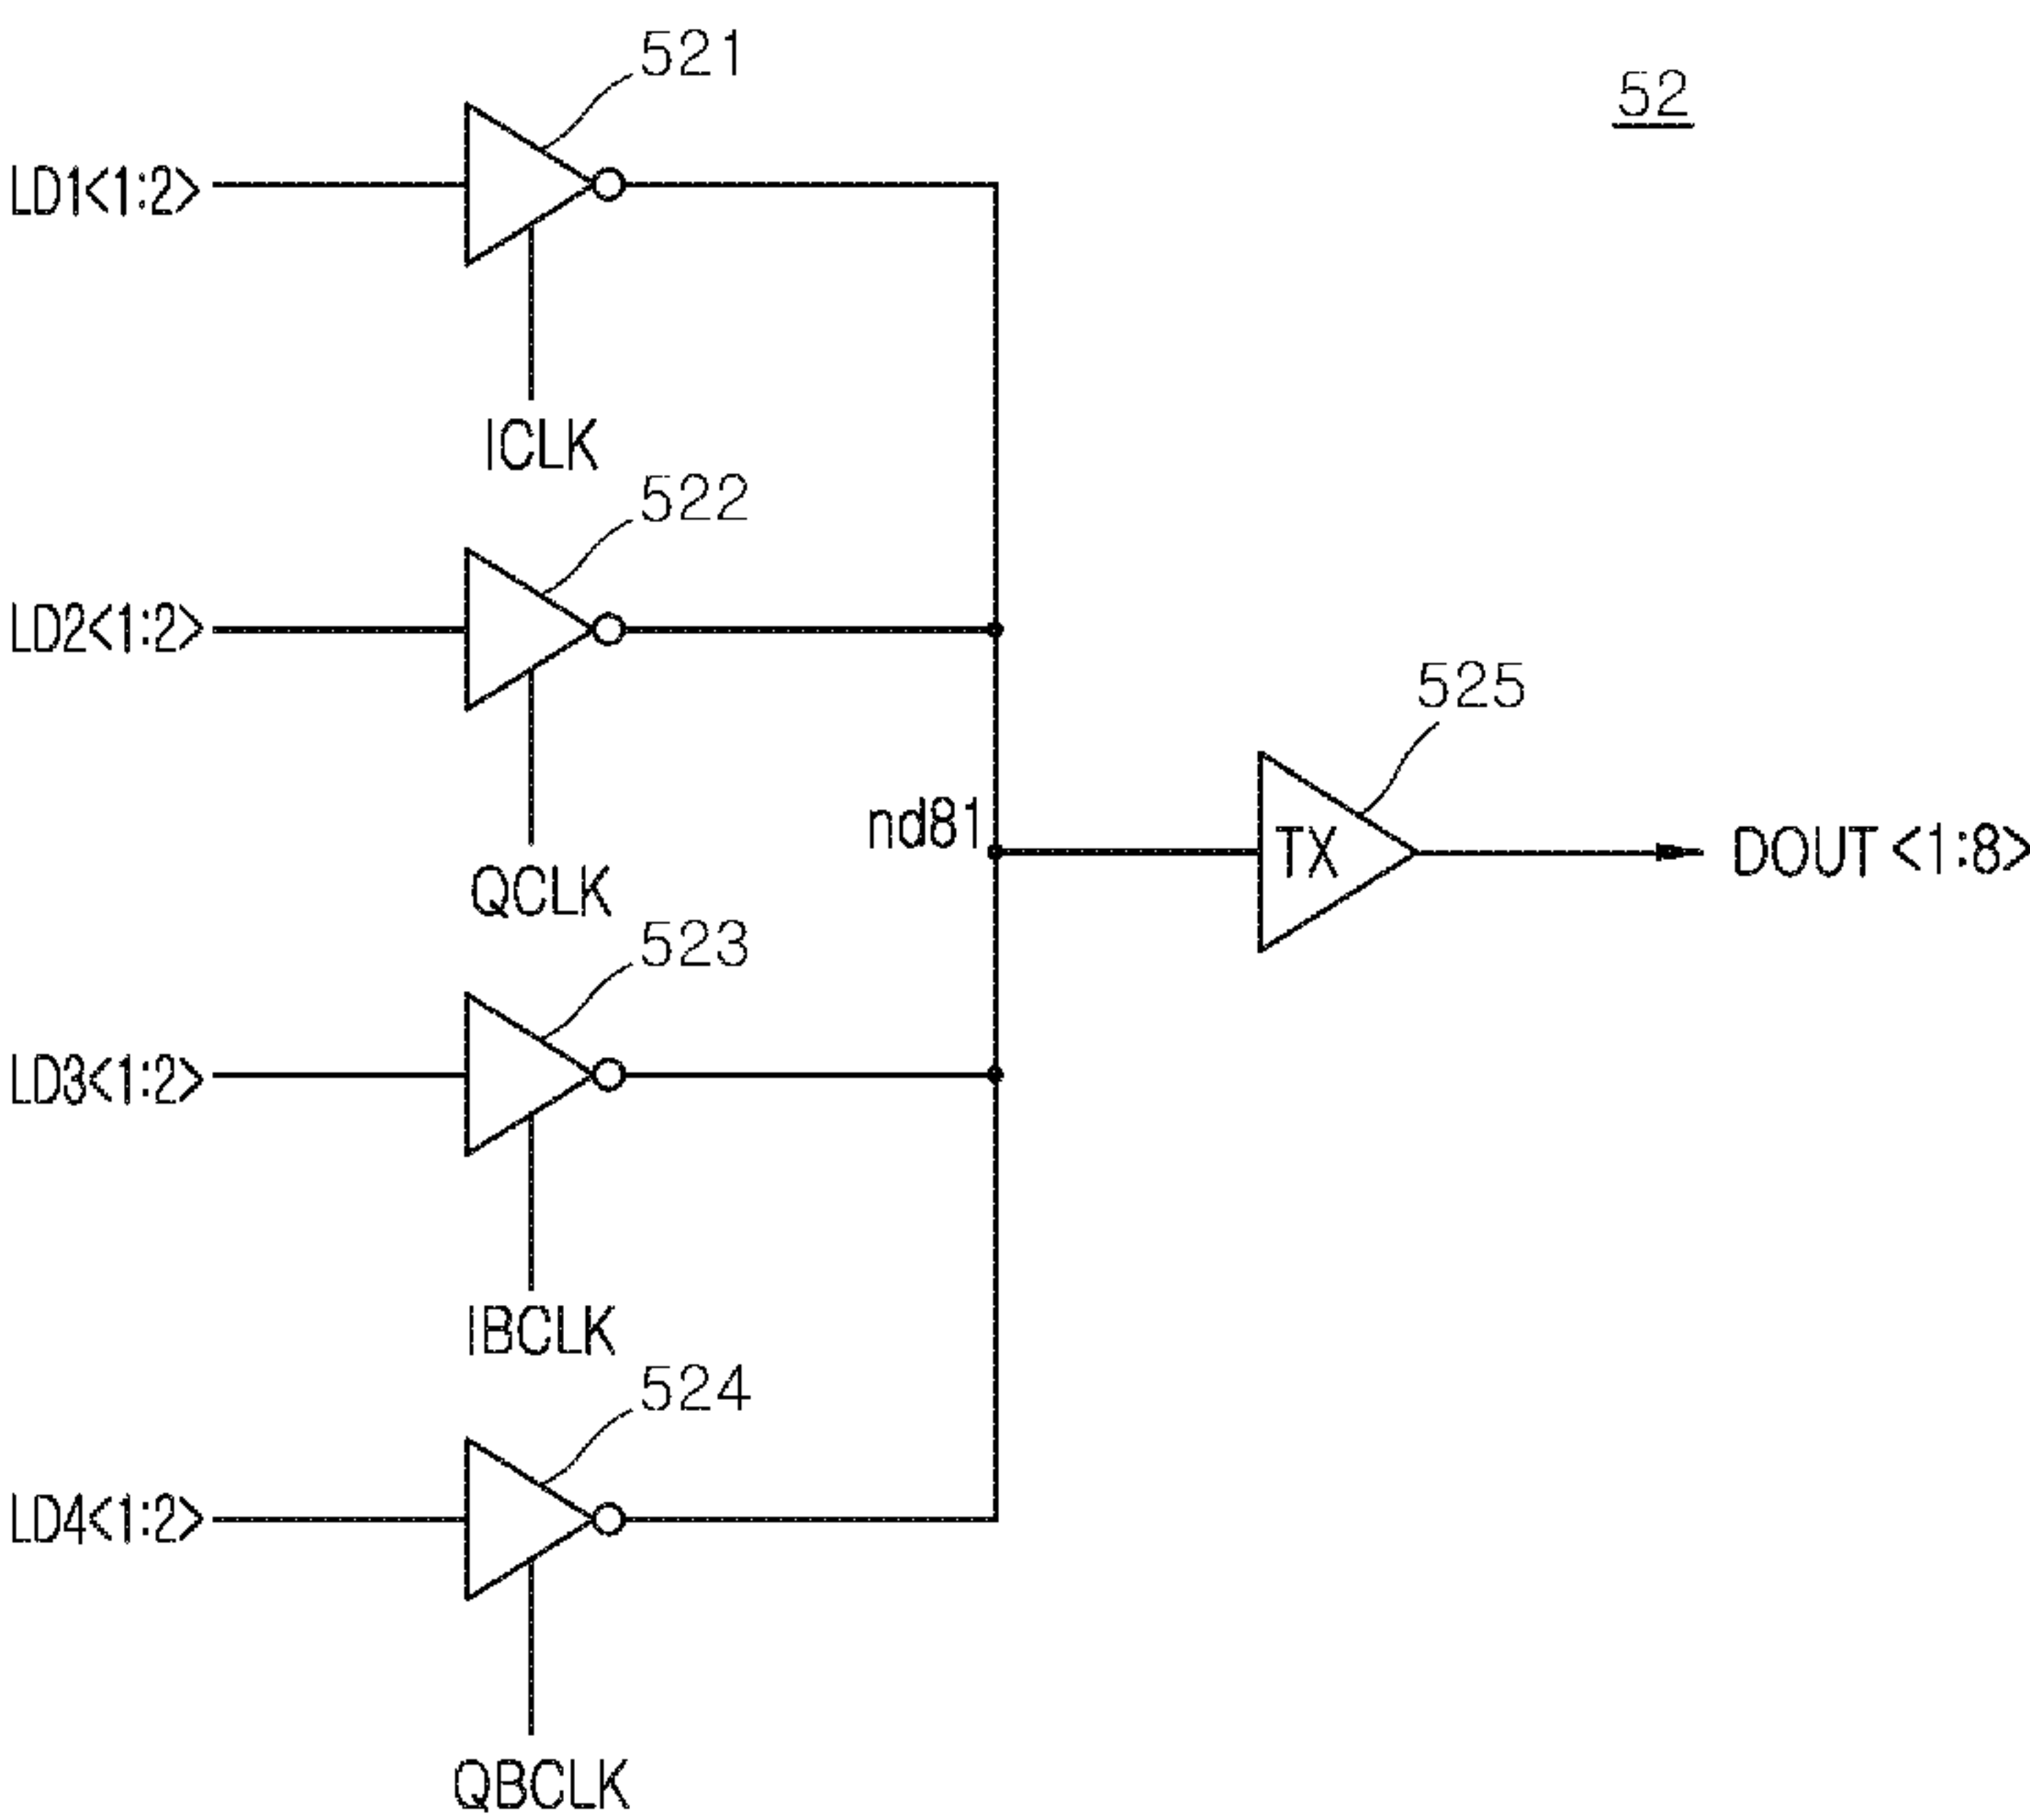 521
52
LD1<1:2>
ICLK
522
LD2<1:2>
525
nd81
TX
DOUT<1:8>
QCLK
523
LD3<1:2>
IBCLK
524
LD4<1:2>
QBCLK